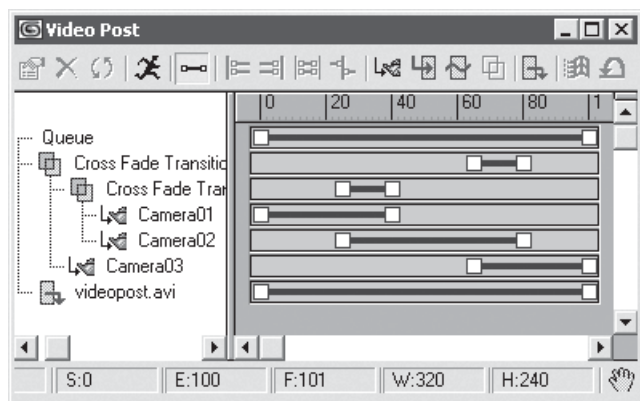 Video Post
0 20 40 60 80 1
Queue
Cross Fade Transitic
Cross Fade Trar
Camera01
Camera02
Camera03
videopost.avi
S:0 E:100 F:101 W:320 H:240